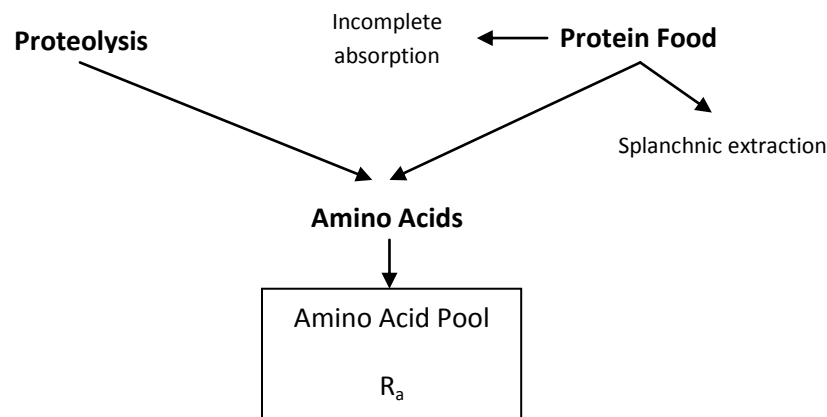 Proteolysis
Incomplete
absorption
Protein Food
Splanchnic extraction
Amino Acids
Amino Acid Pool
Rₐ